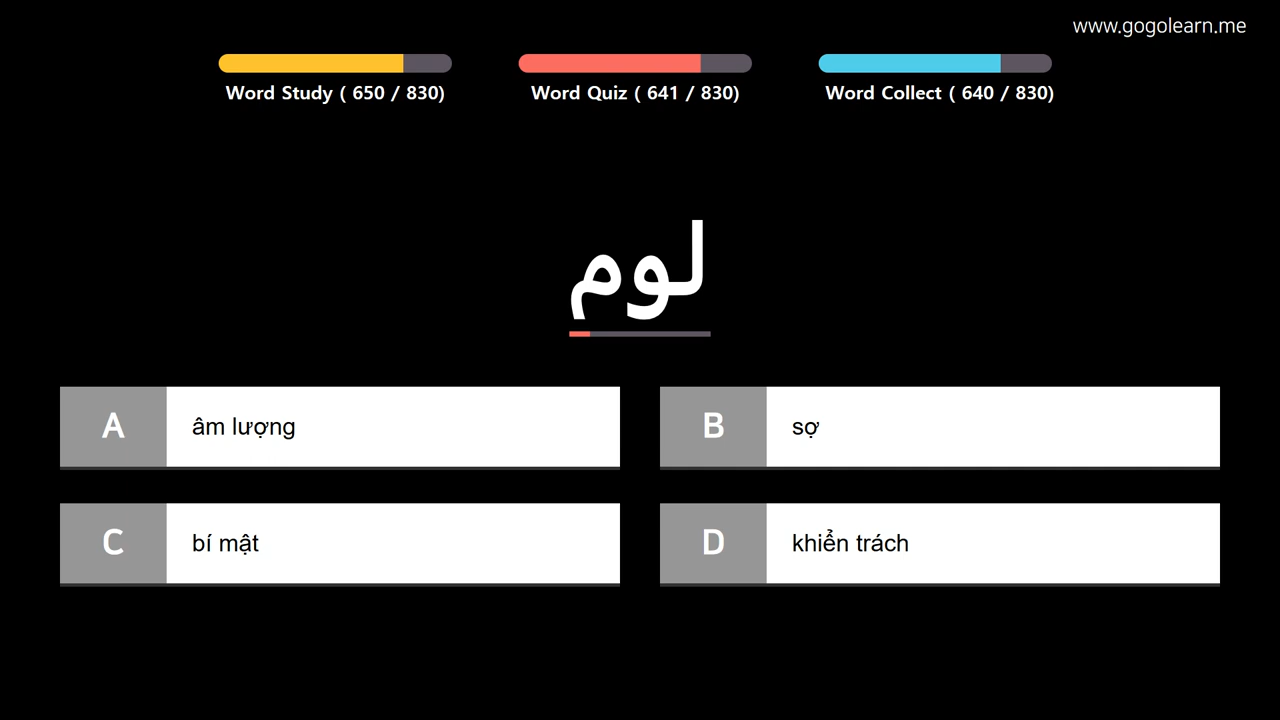 www.gogolearn.me
Word Study ( 650 / 830)
Word Quiz ( 641 / 830)
Word Collect ( 640 / 830)
لوم
A
âm lượng
B
sợ
C
bí mật
D
khiển trách